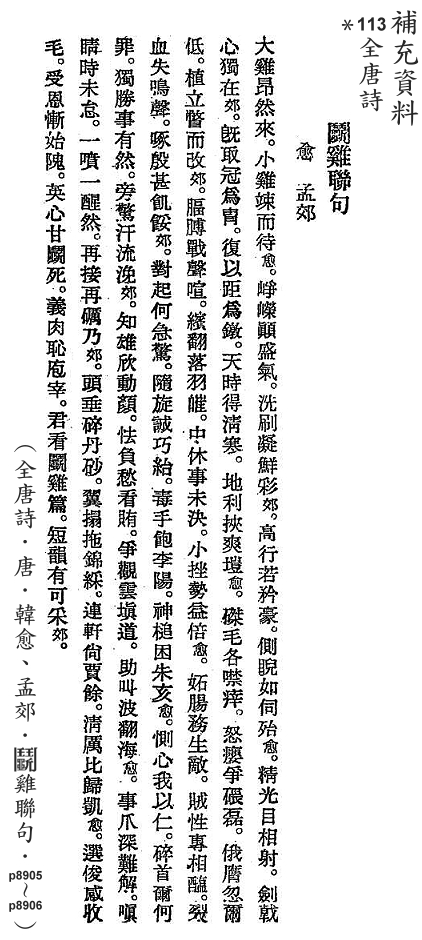 補充資料
*113 全唐詩
鬭雞聯句
愈 孟郊
大雞昂然來。小雞竦而待愈。崢嶸顛盛氣。洗刷凝鮮彩郊。高行若矜豪。側睨如伺殆愈。精光目相射。劍戟
心獨在郊。旣取冠爲胄。復以距爲鐓。天時得清寒。地利挾爽塏愈。磔毛各噤痒。怒癭爭碨磊。俄膺忽爾
低。植立瞥而改郊。腷膊戰聲喧。繽翻落羽皠。中休事未決。小挫勢益倍愈。妬腸務生敵。賊性專相醢。裂
血失鳴聲。啄殷甚飢餒郊。對起何急驚。隨旋誠巧紿。毒手飽李陽。神槌困朱亥愈。惻心我以仁。碎首爾何
罪。獨勝事有然。旁驚汗流浼郊。知雄欣動顏。怯負愁看賄。爭觀雲塡道。助叫波翻海愈。事爪深難解。嗔
睛時未怠。一噴一醒然。再接再礪乃郊。頭垂碎丹砂。翼搨拖錦綵。連軒尙賈餘。清厲比歸凱愈。選俊感收
毛。受恩慚始隗。英心甘鬭死。義肉恥庖宰。君看鬭雞篇。短韻有可采郊。
（全唐詩．唐．韓愈、孟郊．鬭雞聯句．p8905～p8906）